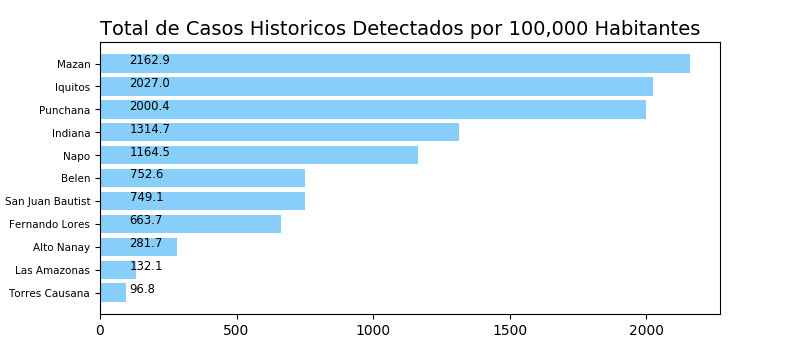 Total de Casos Historicos Detectados por 100,000 Habitantes
Mazan 2162.9
Iquitos 2027.0
Punchana 2000.4
Indiana 1314.7
Napo 1164.5
Belen 752.6
San Juan Bautist 749.1
Fernando Lores 663.7
Alto Nanay 281.7
Las Amazonas 132.1
Torres Causana 96.8
0 500 1000 1500 2000